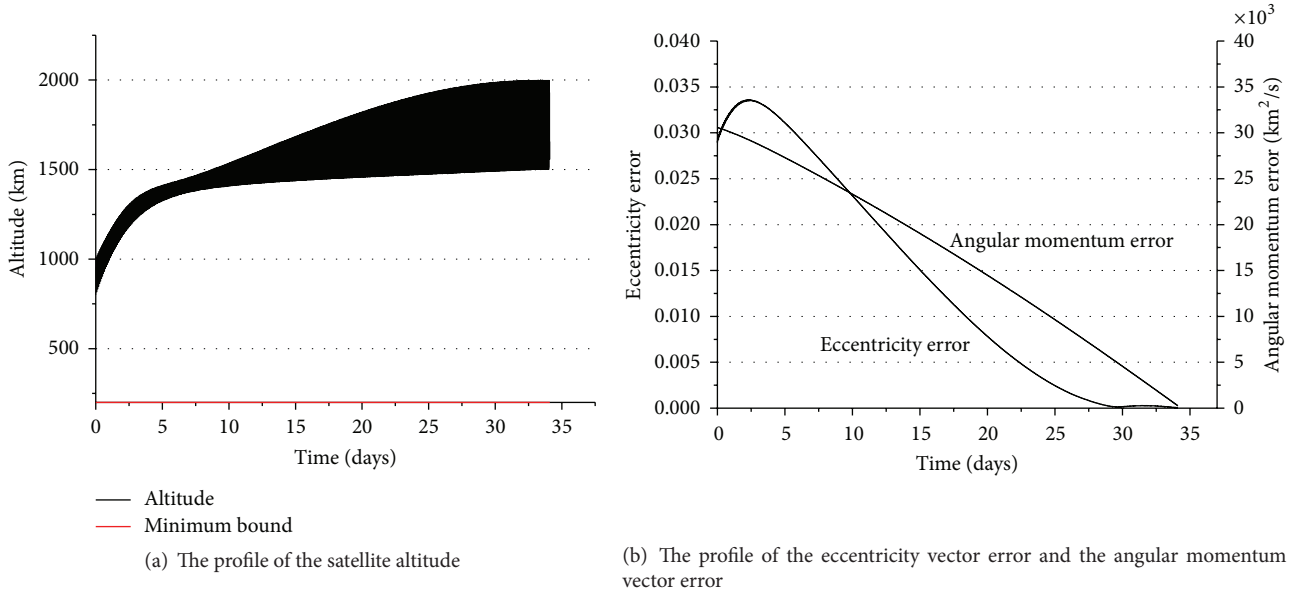 2000
1500
1000
500
Altitude (km)
0 5 10 15 20 25 30 35
Time (days)
Altitude
Minimum bound
(a) The profile of the satellite altitude
×10³
0.040
0.035
0.030
0.025
0.020
0.015
0.010
0.005
0.000
Eccentricity error
40
35
30
25
20
15
10
5
0
Angular momentum error (km²/s)
Angular momentum error
Eccentricity error
0 5 10 15 20 25 30 35
Time (days)
(b) The profile of the eccentricity vector error and the angular momentum
vector error